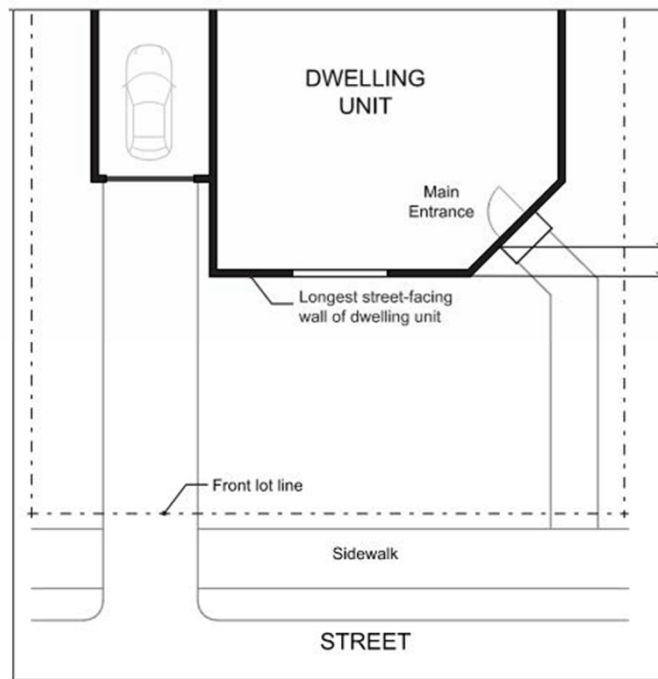 DWELLING
UNIT
Main
Entrance
Longest street-facing
wall of dwelling unit
Front lot line
Sidewalk
STREET